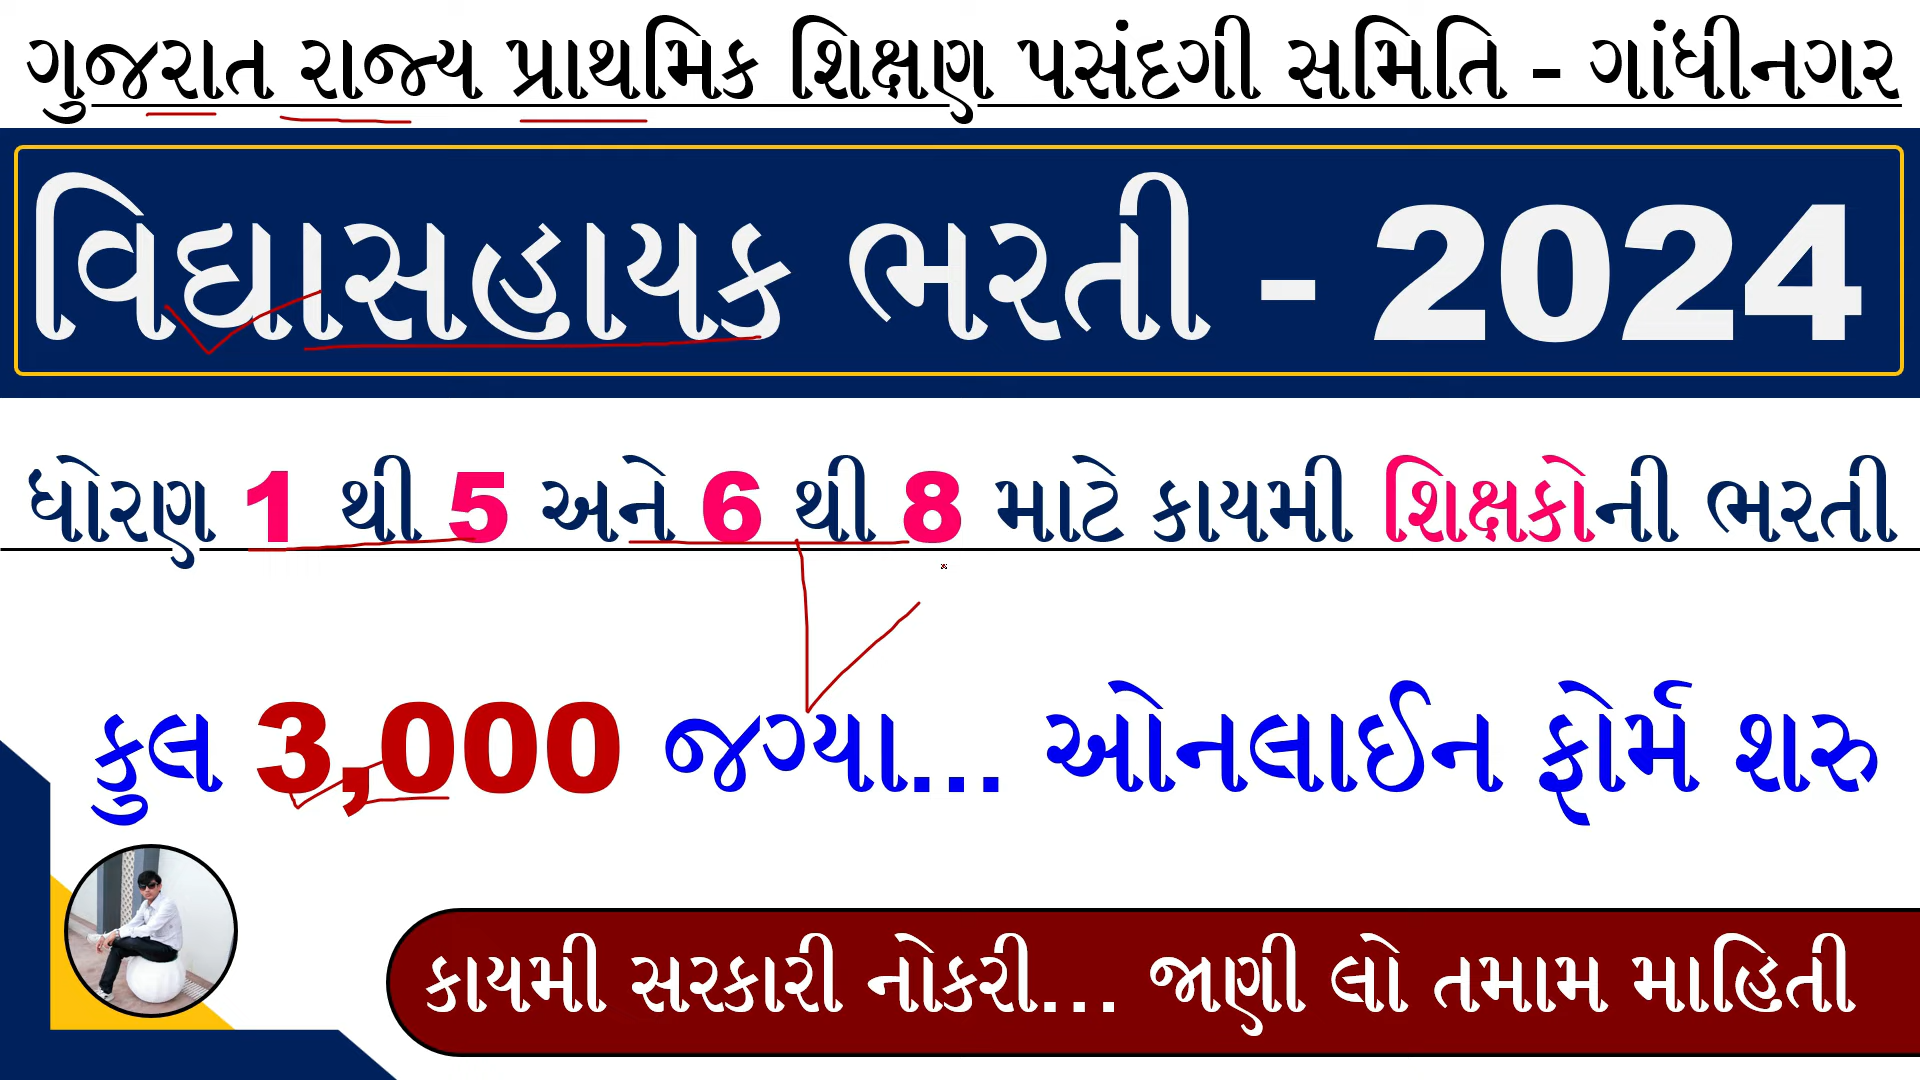 ગુજરાત રાજ્ય પ્રાથમિક શિક્ષણ પસંદગી સમિતિ - ગાંધીનગર
વિદ્યાસહાયક ભરતી - 2024
ધોરણ 1 થી 5 અને 6 થી 8 માટે કાયમી શિક્ષકોની ભરતી
કુલ 3,000 જગ્યા... ઓનલાઈન ફોર્મ શરુ
કાયમી સરકારી નોકરી... જાણી લો તમામ માહિતી